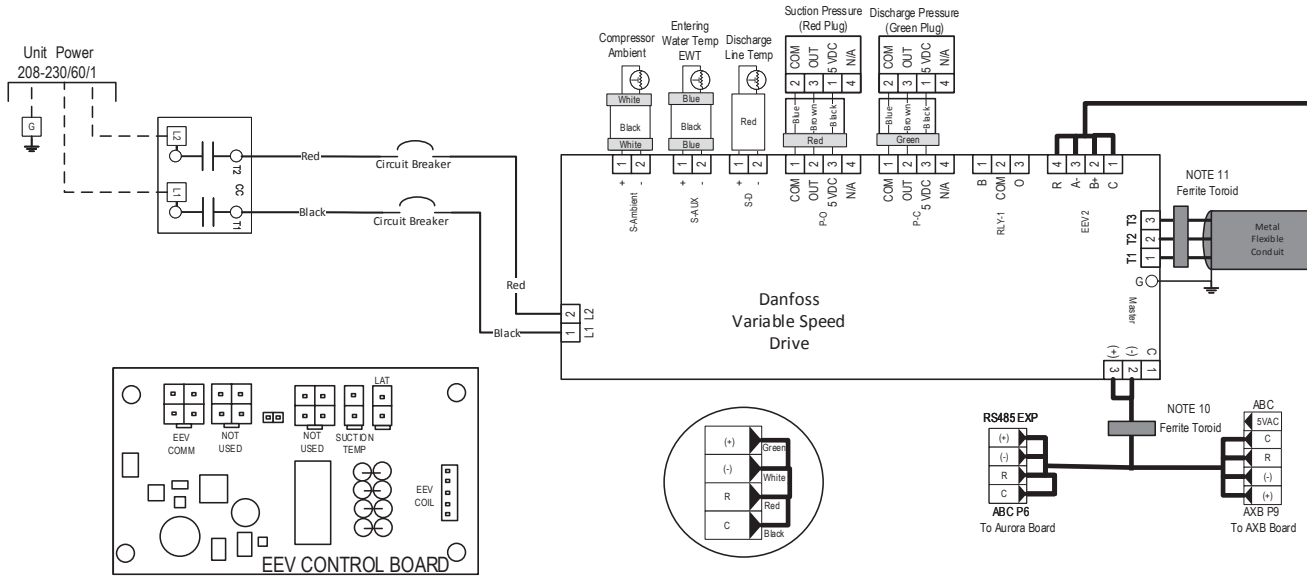 Unit Power
208-230/60/1
G
L2
T2
CC
L1
T1
Red
Circuit Breaker
Black
Circuit Breaker
Red
Black
Compressor
Ambient
White
Black
White
Entering
Water Temp
EWT
Blue
Black
Blue
Discharge
Line Temp
Red
Suction Pressure
(Red Plug)
COM
OUT
5 VDC
N/A
2 3 1 4
Blue
Brown
Black
Red
Discharge Pressure
(Green Plug)
COM
OUT
5 VDC
N/A
2 3 1 4
Blue
Brown
Black
Green
1 2
+ -
S-Ambient
1 2
+ -
S-AUX
1 2
+ -
S-D
1 2 3 4
COM
OUT
5 VDC
N/A
P-O
1 2 3 4
COM
OUT
5 VDC
N/A
P-C
1 2 3
B
COM
O
RLY-1
4 3 2 1
R
A-
B+
C
EEV2
NOTE 11
Ferrite Toroid
T3 3
T2 2
T1 1
Metal
Flexible
Conduit
G
Danfoss
Variable Speed
Drive
2 L2
1 L1
Master
(+) (-) C
3 2 1
NOTE 10
Ferrite Toroid
RS485 EXP
(+)
(-)
R
C
ABC P6
To Aurora Board
ABC
5VAC
C
R
(-)
(+)
AXB P9
To AXB Board
LAT
EEV
COMM
NOT
USED
NOT
USED
SUCTION
TEMP
EEV
COIL
EEV CONTROL BOARD
(+)
Green
(-)
White
R
Red
C
Black